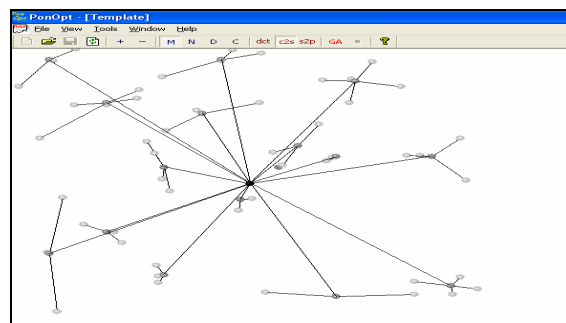 PonOpt - [Template]
File View Tools Window Help
+ - M N D C dct c2s s2p GA = ?